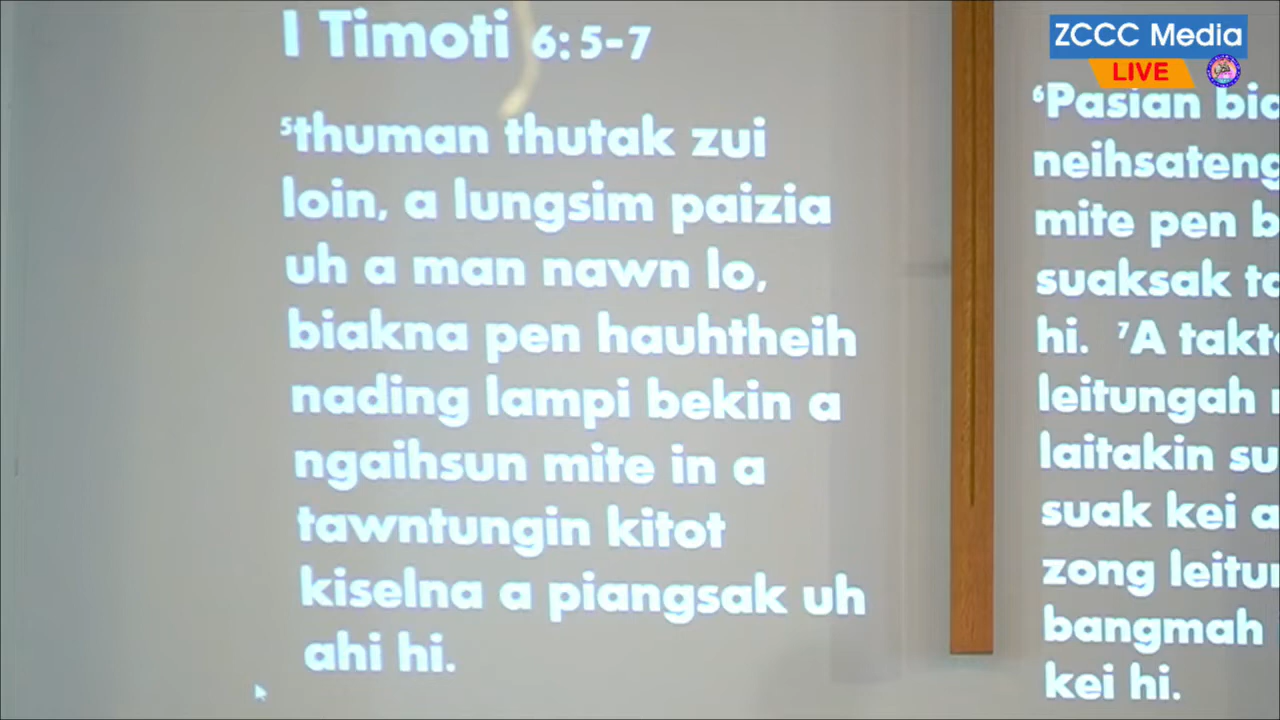 I Timoti 6: 5-7
⁵thuman thutak zui
loin, a lungsim paizia
uh a man nawn lo,
biakna pen hauhtheih
nading lampi bekin a
ngaihsun mite in a
tawntungin kitot
kiselna a piangsak uh
ahi hi.
ZCCC Media
LIVE
⁶Pasian
neihsateng
mite pen
suaksak
hi. ⁷A
leitungah
laitakin
suak kei
zong
bangmah
kei hi.